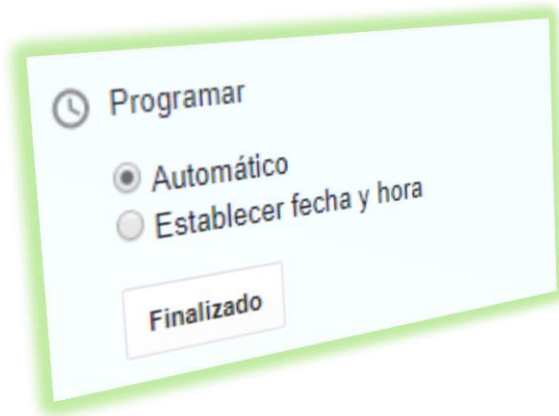 Programar
Automático
Establecer fecha y hora
Finalizado